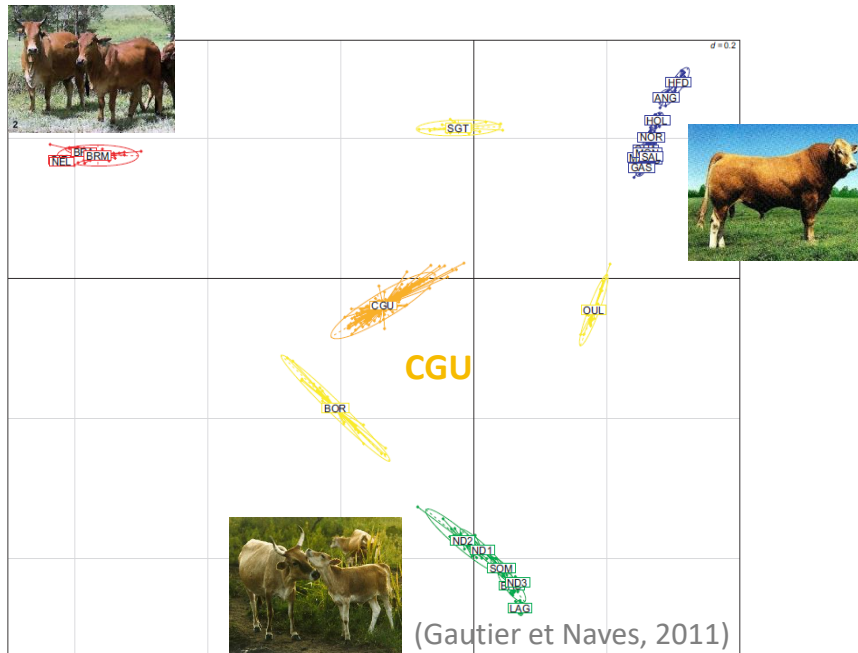 d = 0.2
HFD
ANG
HOL
NOR
SAL
GAS
SGT
2
BRM
NEL
CGU
OUL
CGU
BOR
ND2
ND1
SOM
ND3
LAG
(Gautier et Naves, 2011)